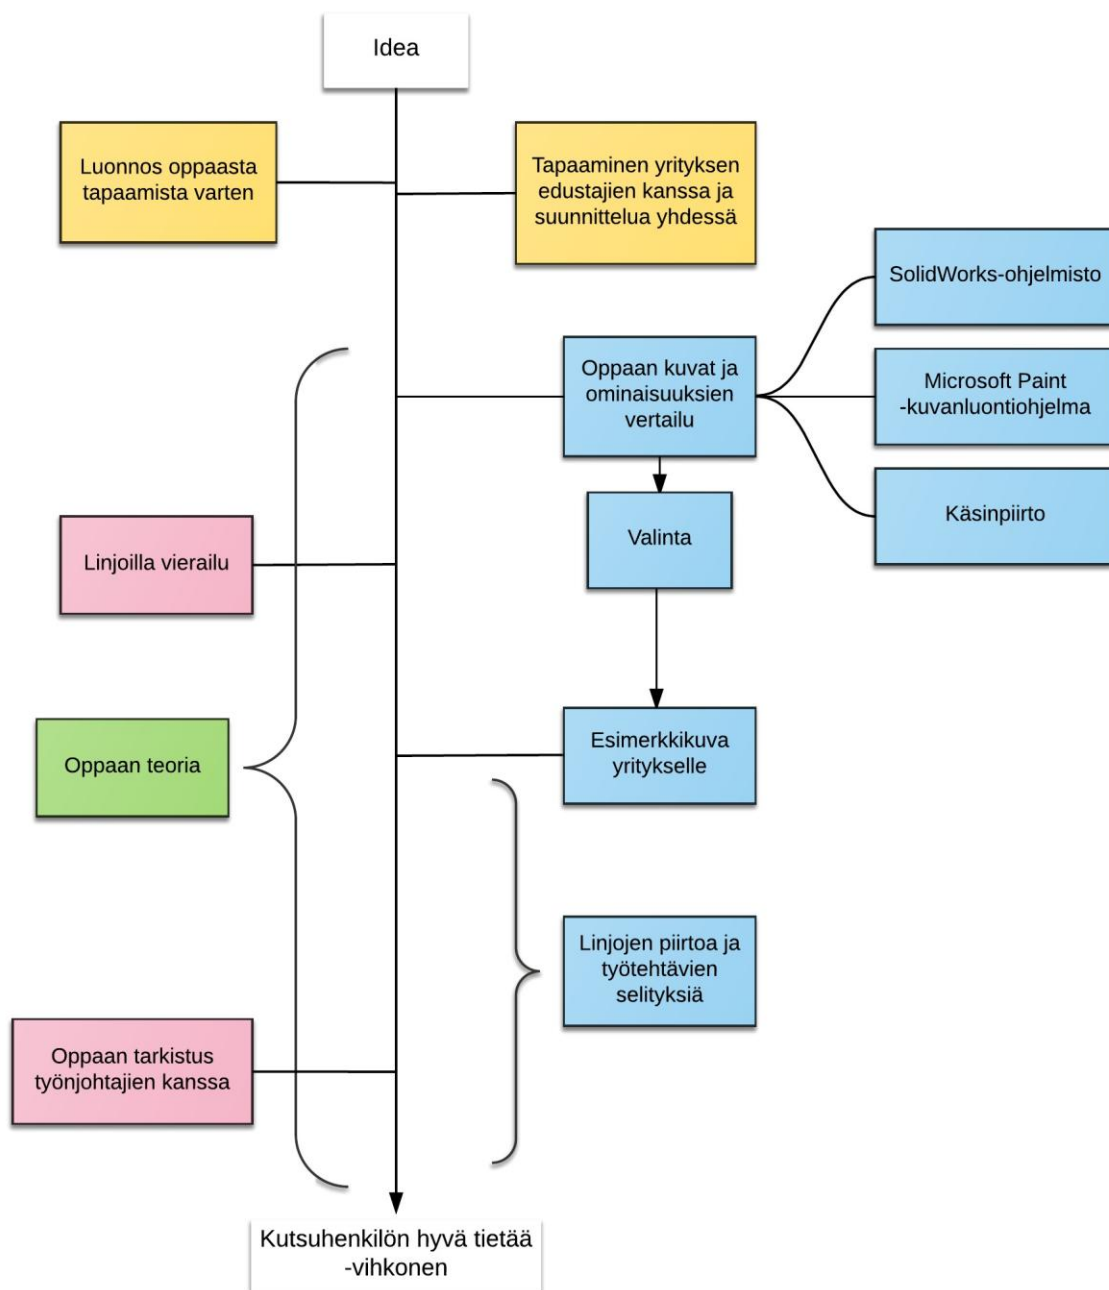 Idea
Luonnos oppaasta
tapaamista varten
Tapaaminen yrityksen
edustajien kanssa ja
suunnittelua yhdessä
SolidWorks-ohjelmisto
Oppaan kuvat ja
ominaisuuksien
vertailu
Microsoft Paint
-kuvanluontiohjelma
Käsinpiirto
Valinta
Linjoilla vierailu
Oppaan teoria
Esimerkkikuva
yritykselle
Linjojen piirtoa ja
työtehtävien
selityksiä
Oppaan tarkistus
työnjohtajien kanssa
Kutsuhenkilön hyvä tietää
-vihkonen